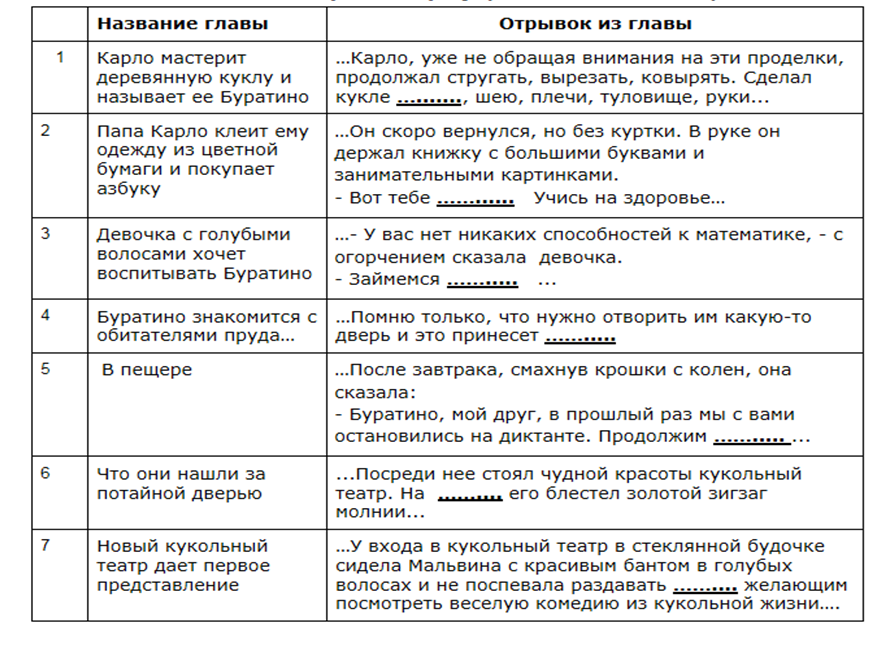 Название главы
Отрывок из главы
1
Карло мастерит
деревянную куклу и
называет ее Буратино
...Карло, уже не обращая внимания на эти проделки,
продолжал стругать, вырезать, ковырять. Сделал
кукле .........., шею, плечи, туловище, руки...
2
Папа Карло клеит ему
одежду из цветной
бумаги и покупает
азбуку
...Он скоро вернулся, но без куртки. В руке он
держал книжку с большими буквами и
занимательными картинками.
- Вот тебе ............ Учись на здоровье...
3
Девочка с голубыми
волосами хочет
воспитывать Буратино
...- У вас нет никаких способностей к математике, - с
огорчением сказала девочка.
- Займемся ........... ...
4
Буратино знакомится с
обитателями пруда...
...Помню только, что нужно отворить им какую-то
дверь и это принесет ...........
5
В пещере
...После завтрака, смахнув крошки с колен, она
сказала:
- Буратино, мой друг, в прошлый раз мы с вами
остановились на диктанте. Продолжим ........... ...
6
Что они нашли за
потайной дверью
...Посреди нее стоял чудной красоты кукольный
театр. На .......... его блестел золотой зигзаг
молнии...
7
Новый кукольный
театр дает первое
представление
...У входа в кукольный театр в стеклянной будочке
сидела Мальвина с красивым бантом в голубых
волосах и не поспевала раздавать .......... желающим
посмотреть веселую комедию из кукольной жизни....